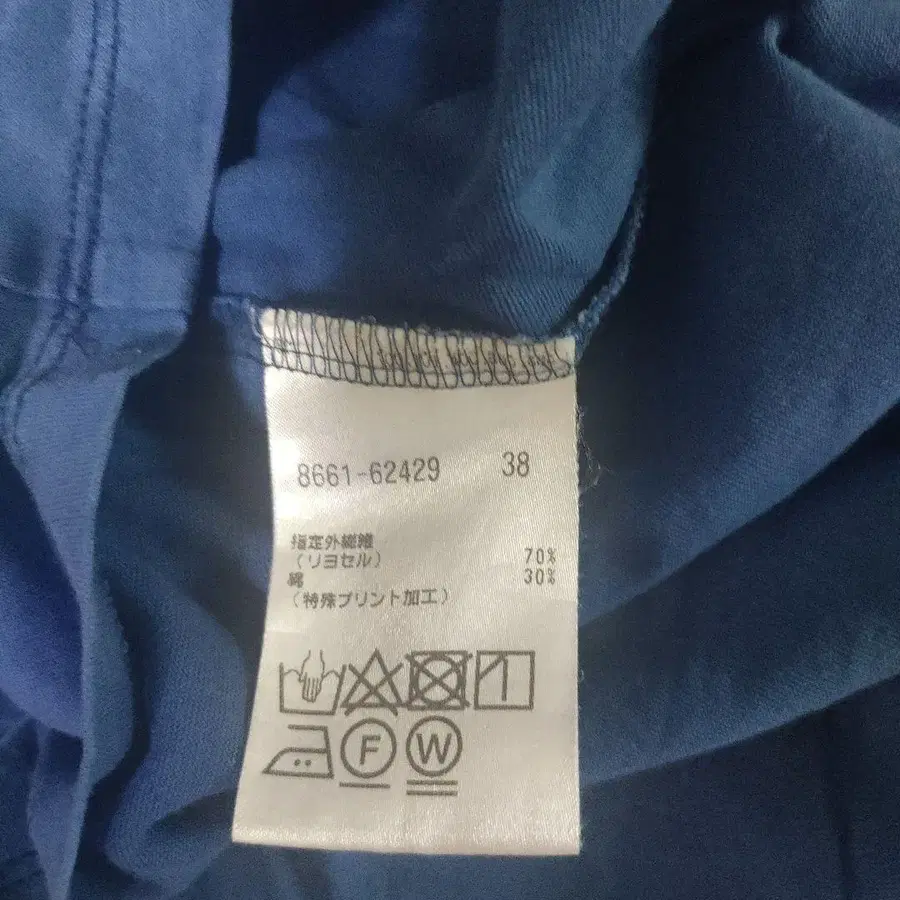 8661-62429 38
指定外繊維
(リヨセル) 70%
綿 30%
(特殊プリント加工)
F W